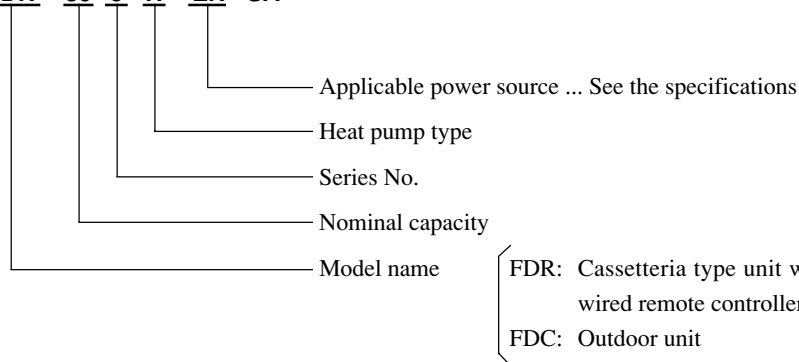 Applicable power source ... See the specifications
Heat pump type
Series No.
Nominal capacity
Model name
FDR: Cassetteria type unit
wired remote controller
FDC: Outdoor unit